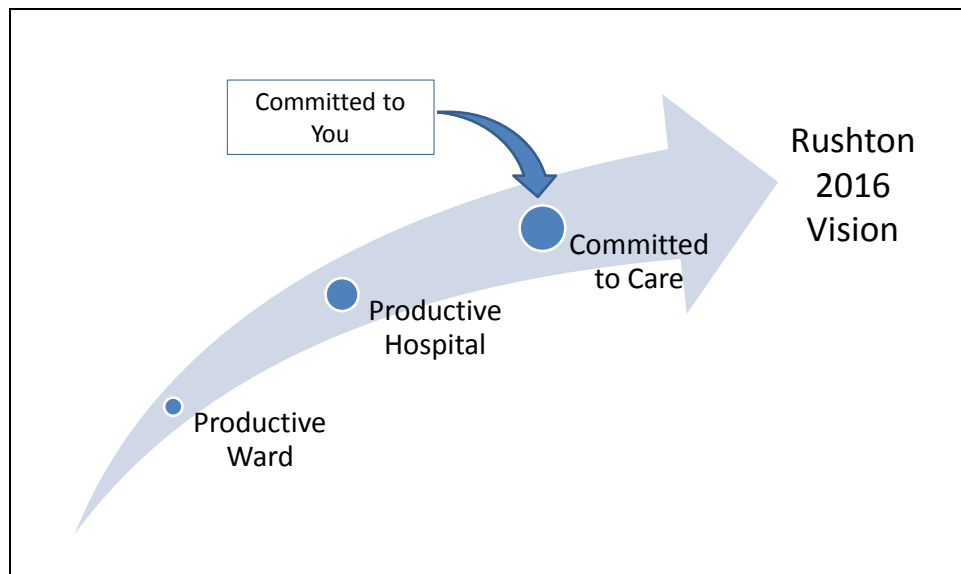 Committed to
You
Rushton
2016
Vision
Committed
to Care
Productive
Hospital
Productive
Ward